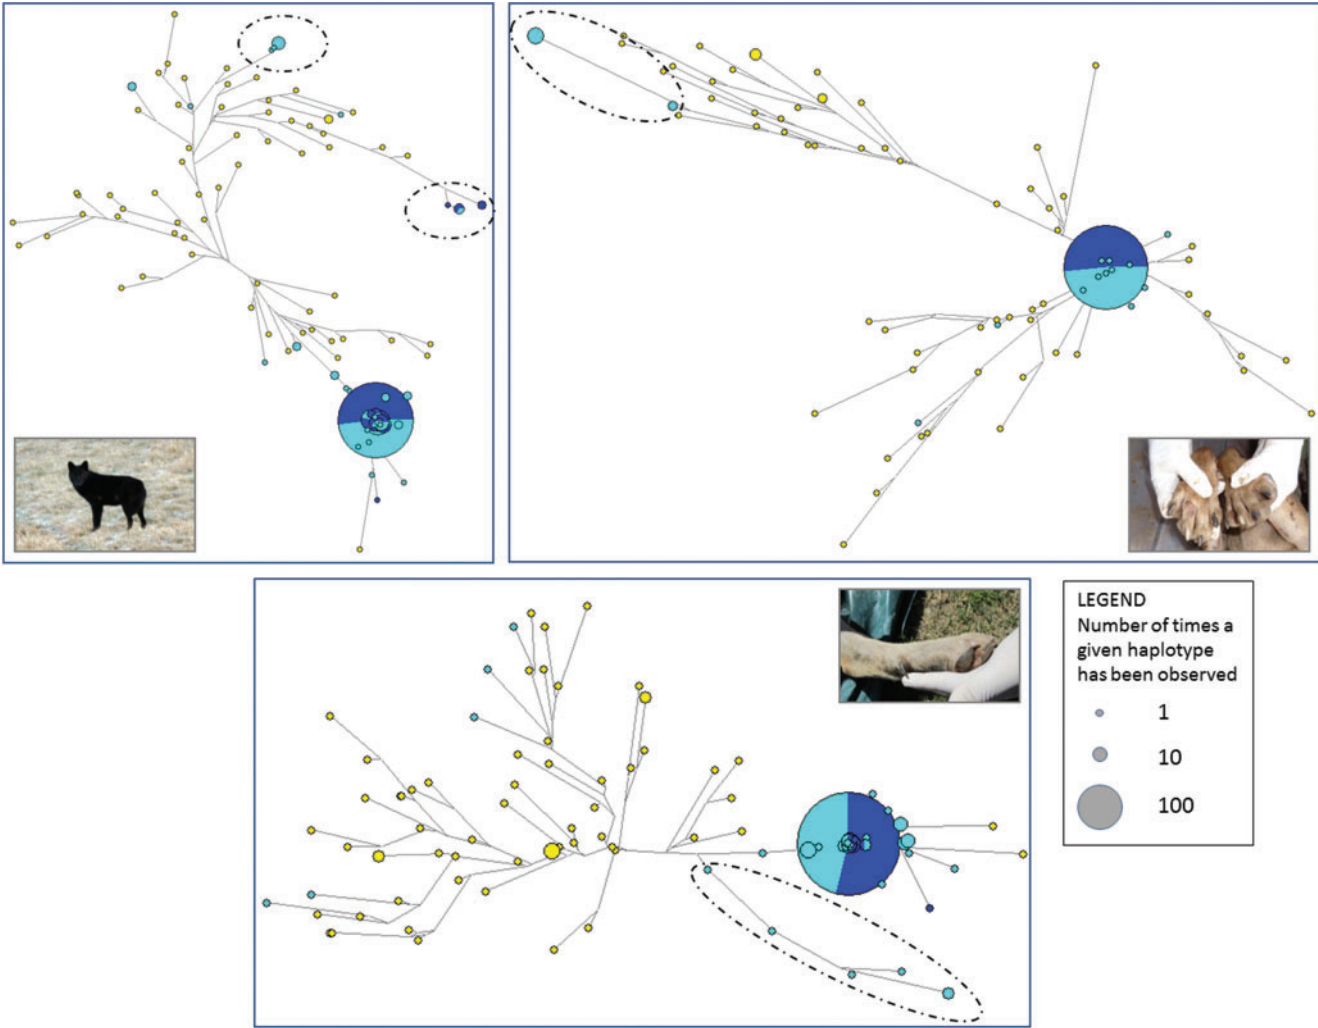 LEGEND
Number of times a
given haplotype
has been observed
1
10
100